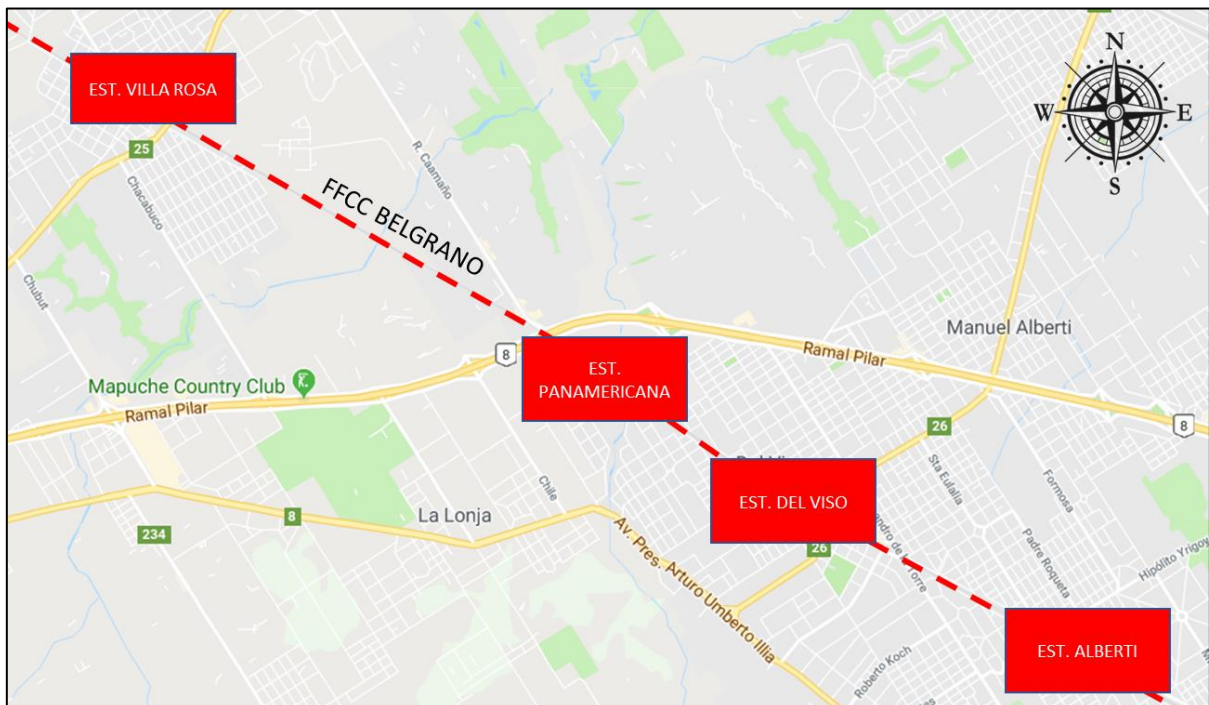 EST. VILLA ROSA
N
W
E
S
25
Chacabuco
R. Caamaño
FFCC BELGRANO
Chubut
Manuel Alberti
8
Ramal Pilar
EST.
PANAMERICANA
Mapuche Country Club
Ramal Pilar
8
26
Sta Eulalia
Formosa
EST. DEL VISO
Chile
La Lonja
8
234
26
Av. Pres. Arturo Umberto Illia
Padre Roqueta
Hipólito Yrigoy
EST. ALBERTI
Roberto Koch